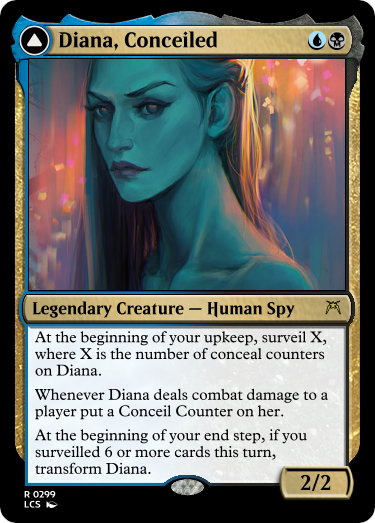 Diana, Conceiled
Legendary Creature — Human Spy
At the beginning of your upkeep, surveil X,
where X is the number of conceal counters
on Diana.
Whenever Diana deals combat damage to a
player put a Conceil Counter on her.
At the beginning of your end step, if you
surveilled 6 or more cards this turn,
transform Diana.
2/2
R 0299
LCS